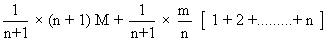 1/(n+1) × (n + 1) M + 1/(n+1) × m/n [ 1 + 2 +.........+ n ]